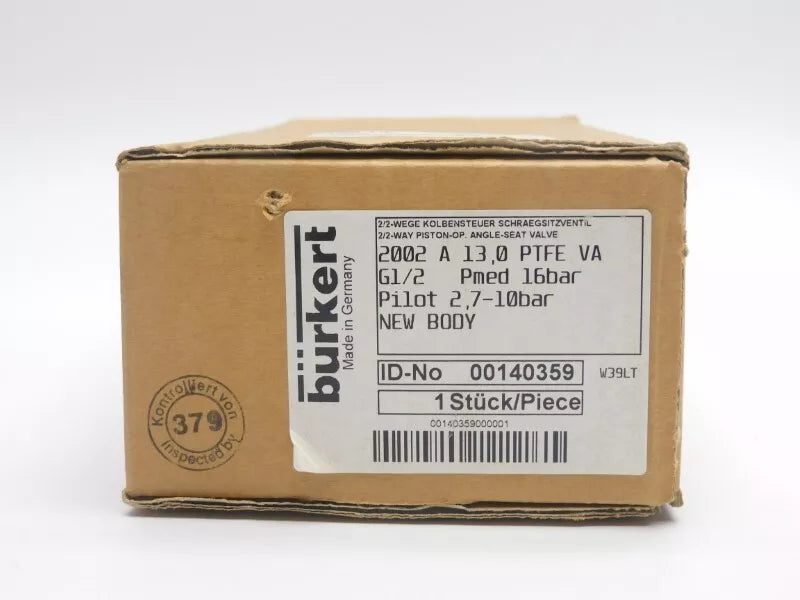 bürkert
Made in Germany
2/2-WEGE KOLBENSTEUER SCHRAEGSITZVENTIL
2/2-WAY PISTON-OP. ANGLE-SEAT VALVE
2002 A 13,0 PTFE VA
G1/2 Pmed 16bar
Pilot 2,7-10bar
NEW BODY
ID-No 00140359
W39LT
1 Stück/Piece
00140359000001
Kontrolliert von
379
Inspected by